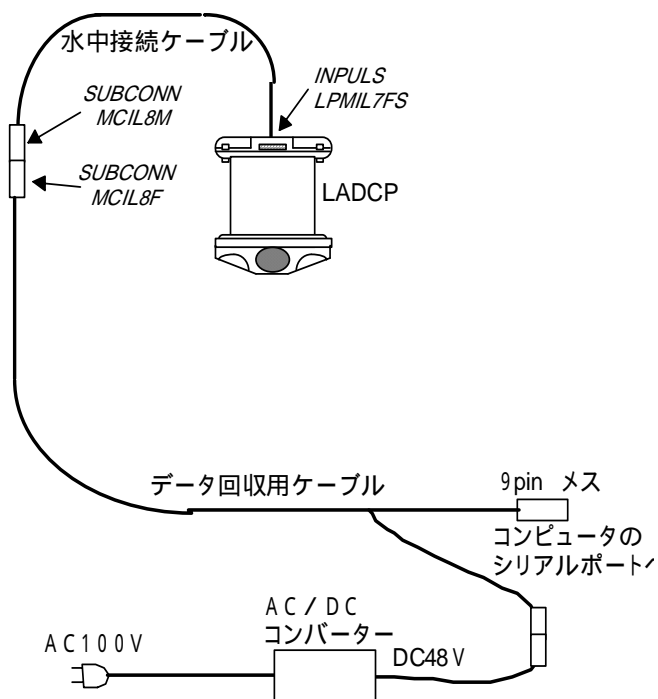 水中接続ケーブル
INPULS
LPMIL7FS
SUBCONN
MCIL8M
SUBCONN
MCIL8F
LADCP
データ回収用ケーブル
9pin メス
コンピュータの
シリアルポートへ
AC/DC
コンバーター
AC100V
DC48V